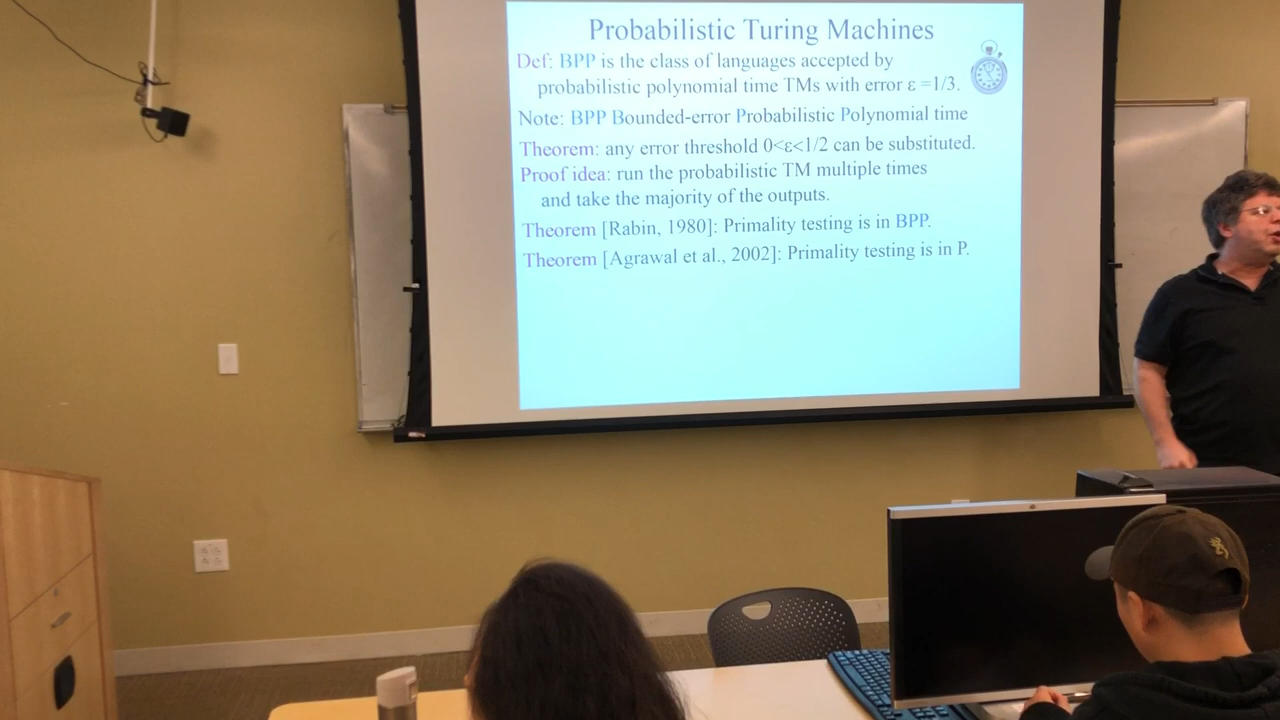 Probabilistic Turing Machines
Def: BPP is the class of languages accepted by
probabilistic polynomial time TMs with error ε =1/3.
Note: BPP Bounded-error Probabilistic Polynomial time
Theorem: any error threshold 0<ε<1/2 can be substituted.
Proof idea: run the probabilistic TM multiple times
and take the majority of the outputs.
Theorem [Rabin, 1980]: Primality testing is in BPP.
Theorem [Agrawal et al., 2002]: Primality testing is in P.